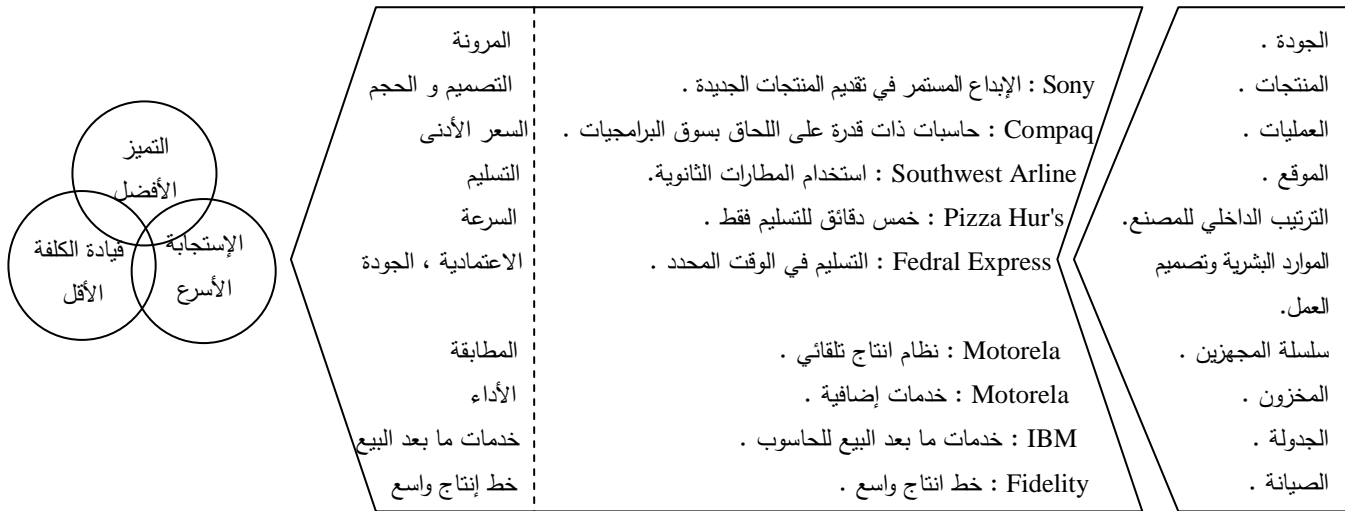 الجودة .
المنتجات .
العمليات .
الموقع .
الترتيب الداخلي للمصنع.
الموارد البشرية وتصميم
العمل.
سلسلة المجهزين .
المخزون .
الجدولة .
الصيانة .
Sony : الإبداع المستمر في تقديم المنتجات الجديدة .
Compaq : حاسبات ذات قدرة على اللحاق بسوق البرامجيات .
Southwest Arline : استخدام المطارات الثانوية.
Pizza Hur's : خمس دقائق للتسليم فقط .
Fedral Express : التسليم في الوقت المحدد .
Motorela : نظام انتاج تلقائي .
Motorela : خدمات إضافية .
IBM : خدمات ما بعد البيع للحاسوب .
Fidelity : خط انتاج واسع .
المرونة
التصميم و الحجم
السعر الأدنى
التسليم
السرعة
الاعتمادية ، الجودة
المطابقة
الأداء
خدمات ما بعد البيع
خط إنتاج واسع
التميز
الأفضل
الإستجابة
الأسرع
قيادة الكلفة
الأقل